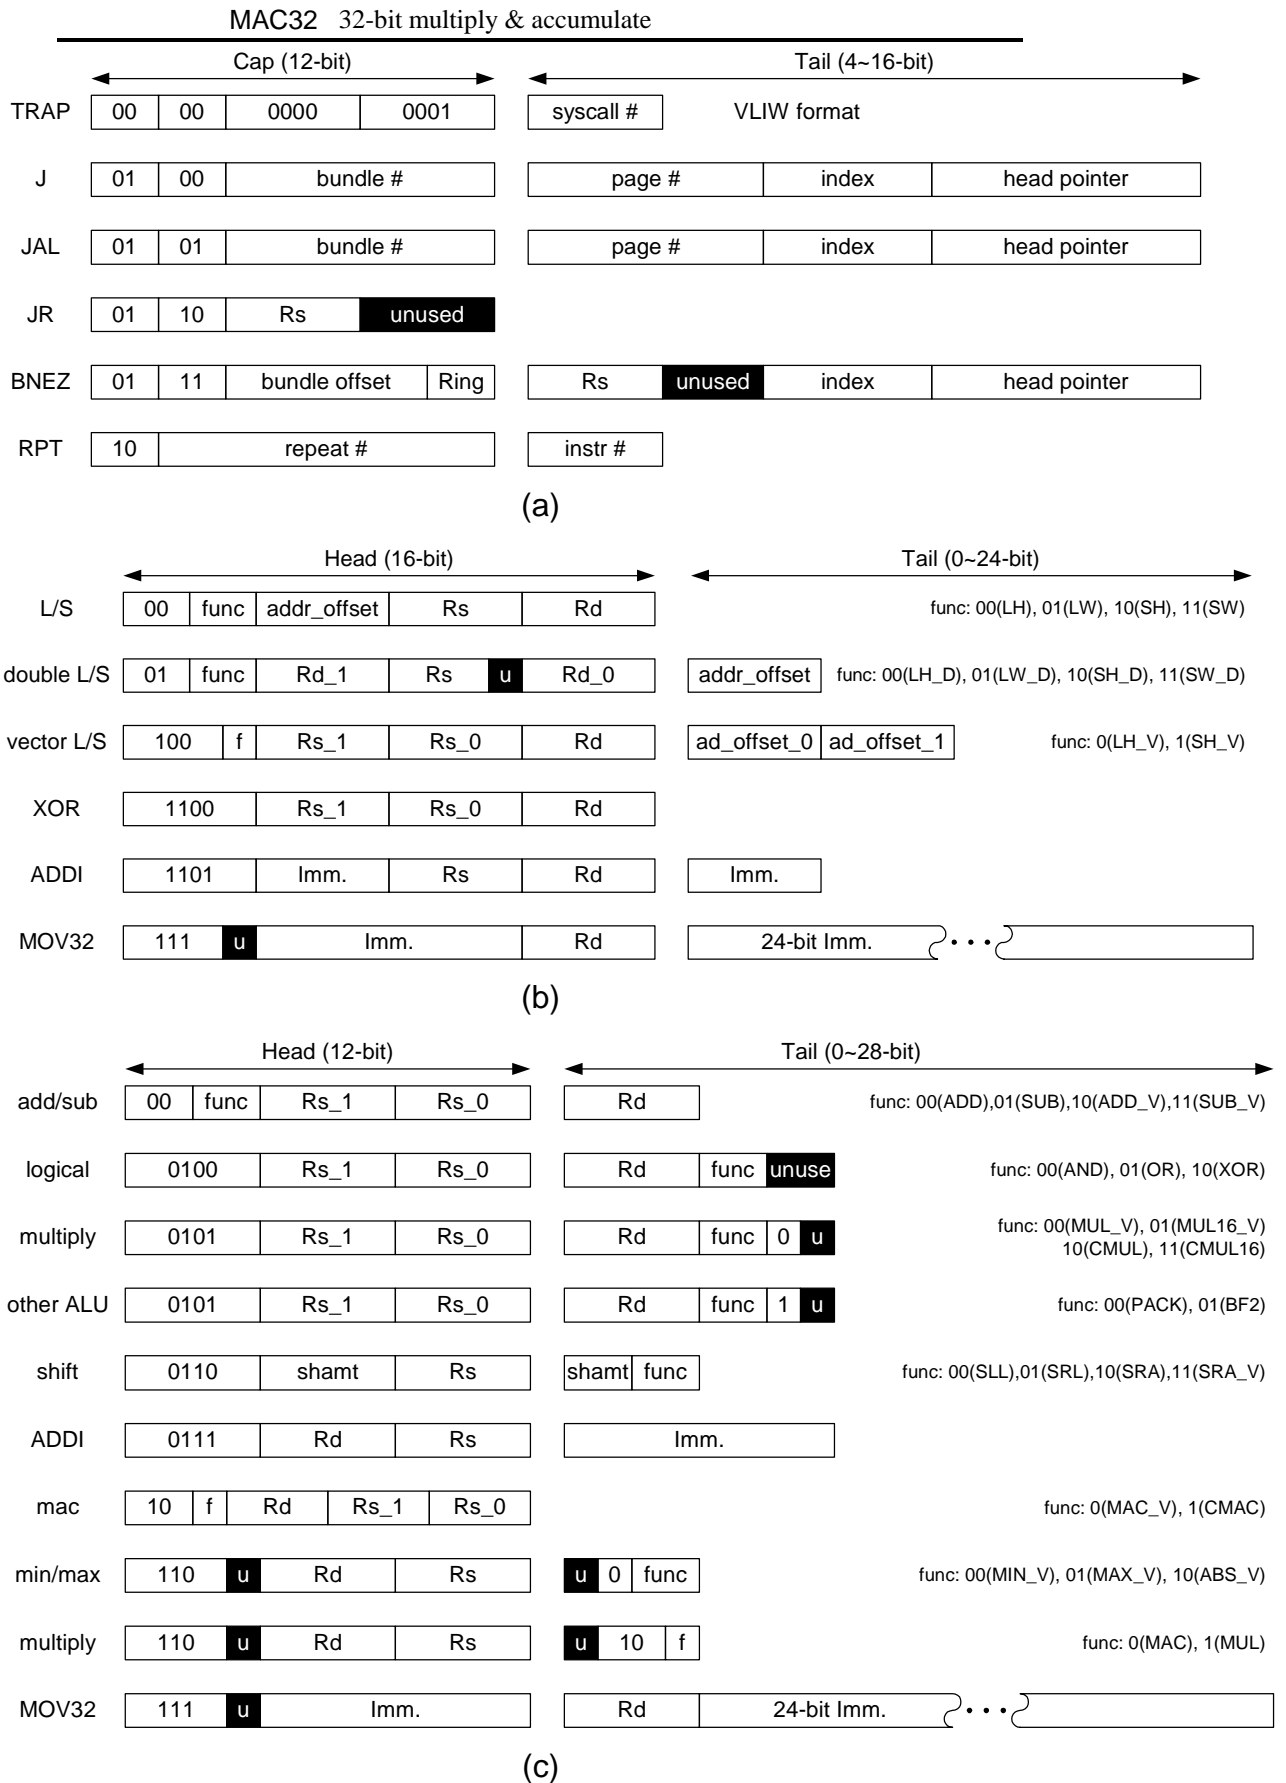 MAC32 32-bit multiply & accumulate
Cap (12-bit) Tail (4~16-bit)
TRAP 00 00 0000 0001 syscall # VLIW format
J 01 00 bundle # page # index head pointer
JAL 01 01 bundle # page # index head pointer
JR 01 10 Rs unused
BNEZ 01 11 bundle offset Ring Rs unused index head pointer
RPT 10 repeat # instr #
(a)
Head (16-bit) Tail (0~24-bit)
L/S 00 func addr_offset Rs Rd func: 00(LH), 01(LW), 10(SH), 11(SW)
double L/S 01 func Rd_1 Rs u Rd_0 addr_offset func: 00(LH_D), 01(LW_D), 10(SH_D), 11(SW_D)
vector L/S 100 f Rs_1 Rs_0 Rd ad_offset_0 ad_offset_1 func: 0(LH_V), 1(SH_V)
XOR 1100 Rs_1 Rs_0 Rd
ADDI 1101 Imm. Rs Rd Imm.
MOV32 111 u Imm. Rd 24-bit Imm. ...
(b)
Head (12-bit) Tail (0~28-bit)
add/sub 00 func Rs_1 Rs_0 Rd func: 00(ADD),01(SUB),10(ADD_V),11(SUB_V)
logical 0100 Rs_1 Rs_0 Rd func unuse func: 00(AND), 01(OR), 10(XOR)
multiply 0101 Rs_1 Rs_0 Rd func 0 u func: 00(MUL_V), 01(MUL16_V)
10(CMUL), 11(CMUL16)
other ALU 0101 Rs_1 Rs_0 Rd func 1 u func: 00(PACK), 01(BF2)
shift 0110 shamt Rs shamt func func: 00(SLL),01(SRL),10(SRA),11(SRA_V)
ADDI 0111 Rd Rs Imm.
mac 10 f Rd Rs_1 Rs_0 func: 0(MAC_V), 1(CMAC)
min/max 110 u Rd Rs u 0 func func: 00(MIN_V), 01(MAX_V), 10(ABS_V)
multiply 110 u Rd Rs u 10 f func: 0(MAC), 1(MUL)
MOV32 111 u Imm. Rd 24-bit Imm. ...
(c)